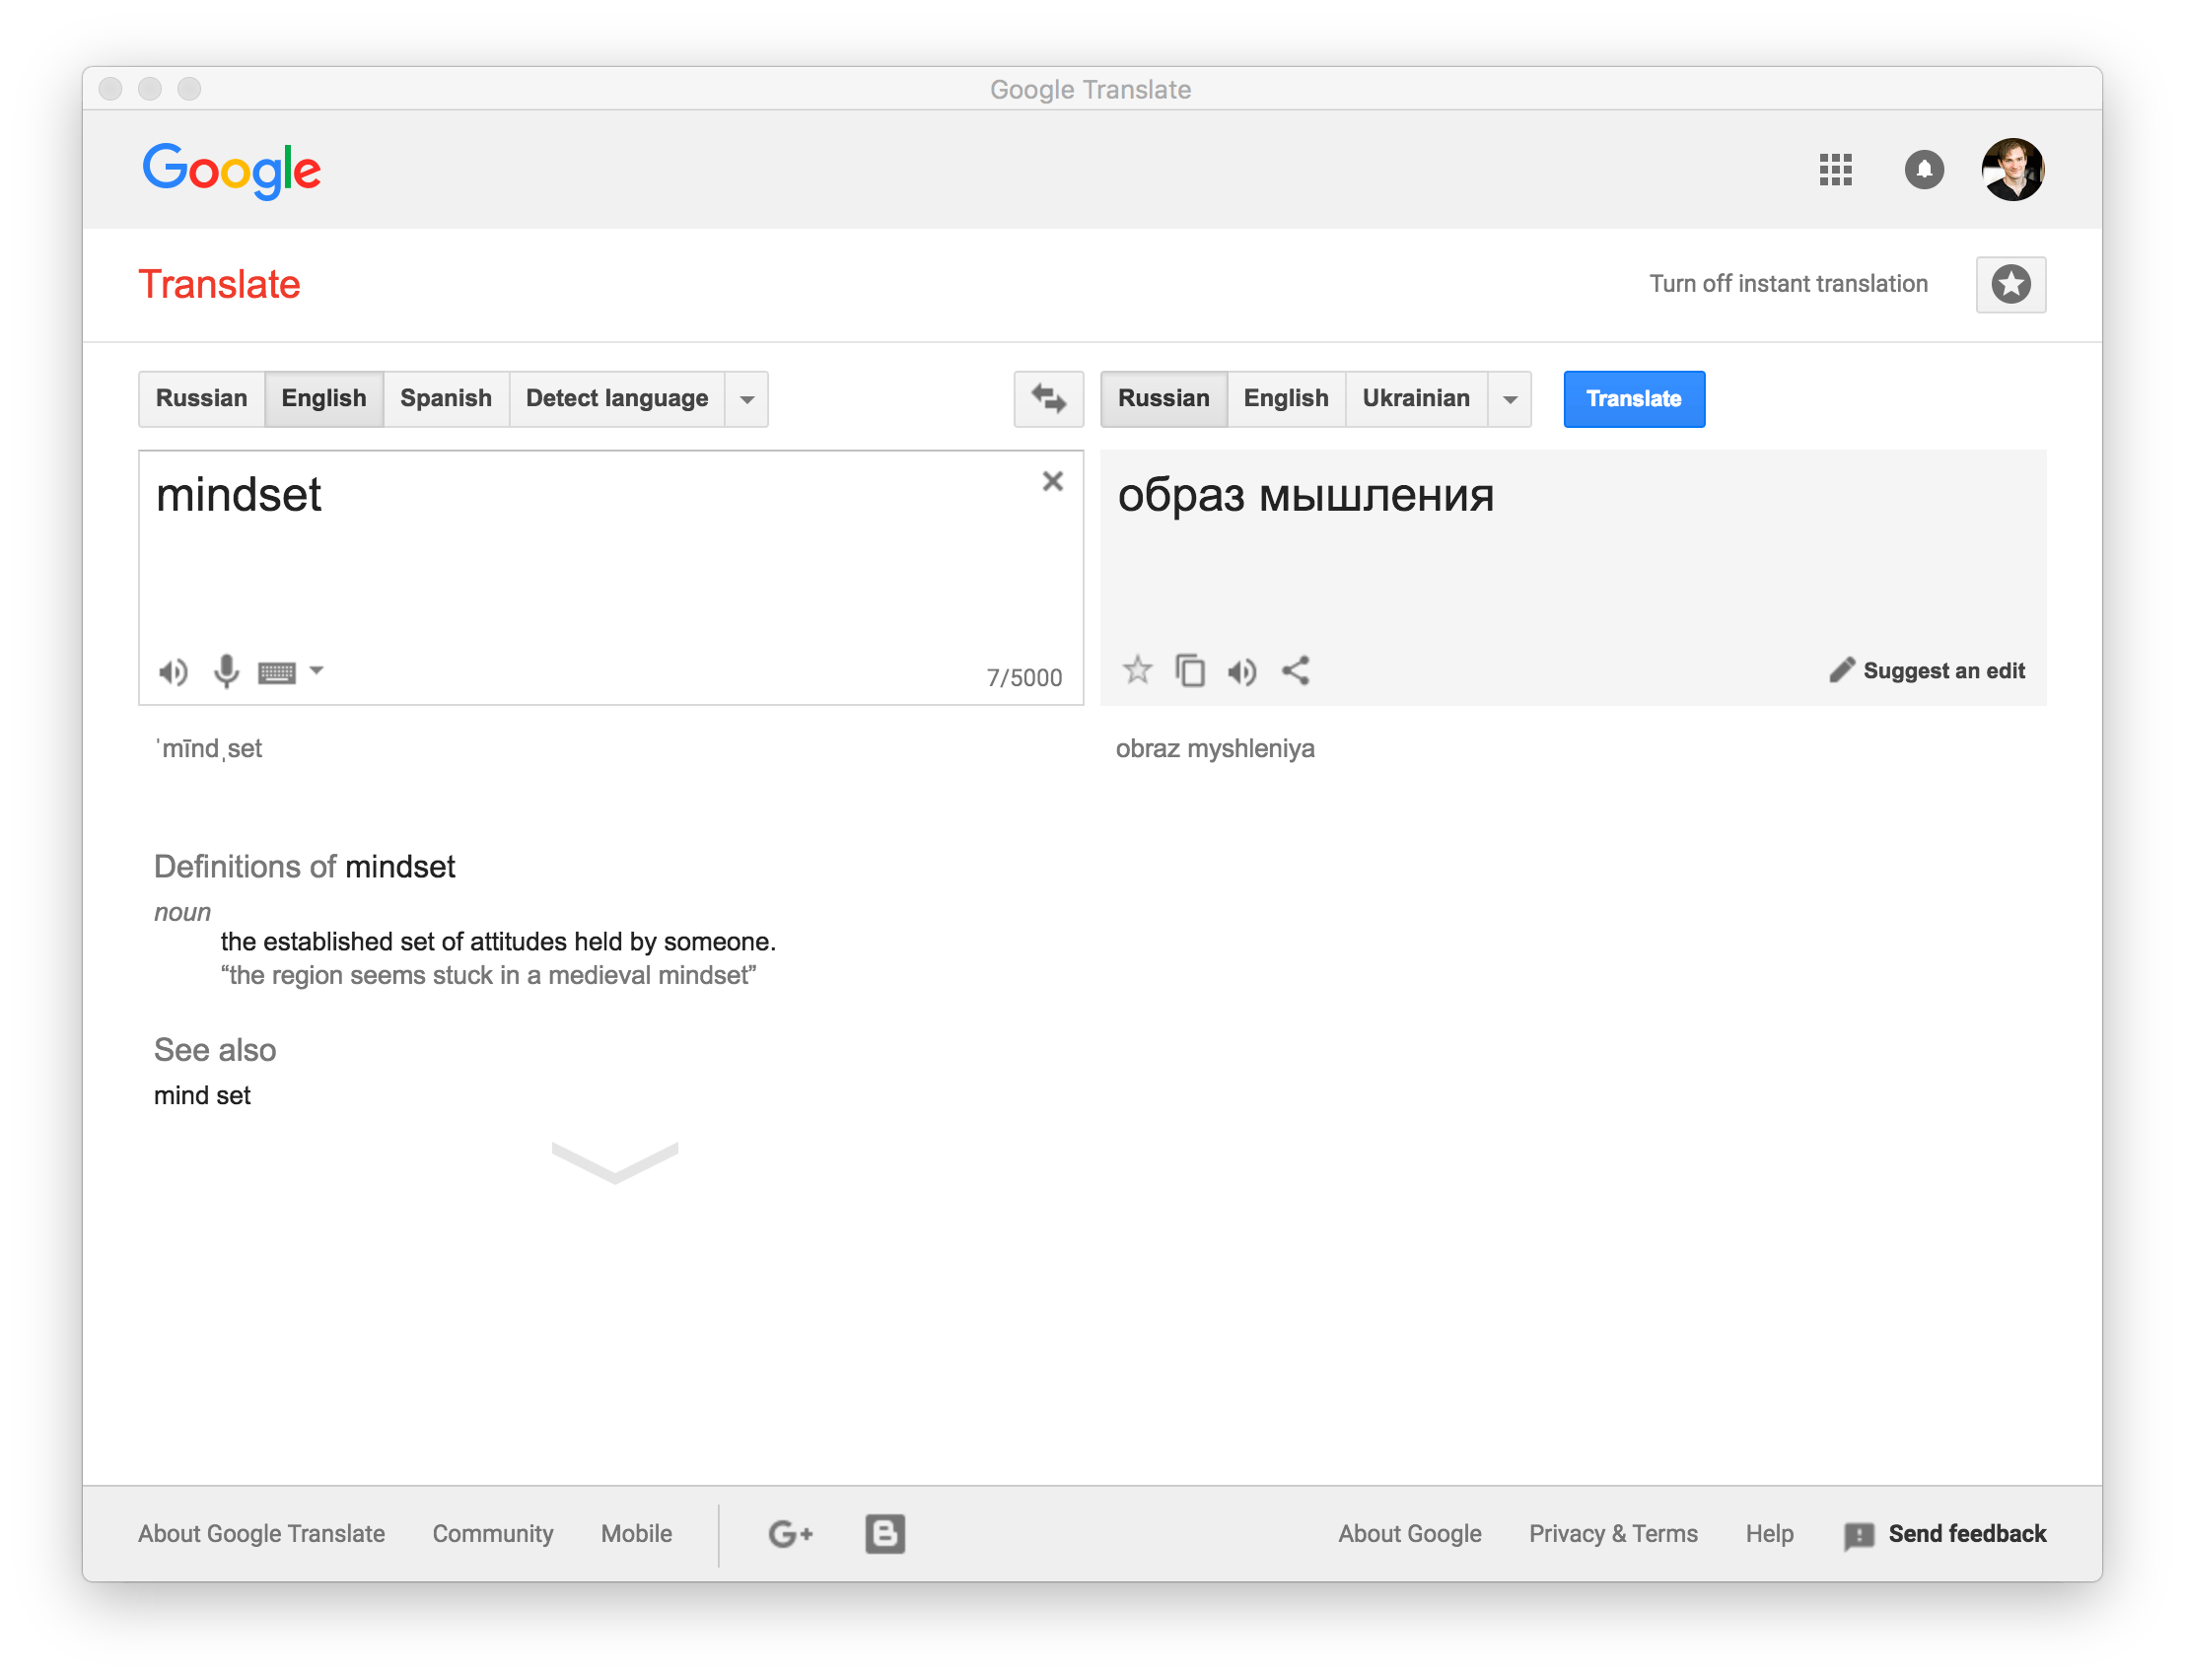 Google Translate
Google
Translate
Turn off instant translation
Russian English Spanish Detect language
Russian English Ukrainian Translate
mindset
образ мышления
7/5000
Suggest an edit
ˈmīndˌset
obraz myshleniya
Definitions of mindset
noun
the established set of attitudes held by someone.
“the region seems stuck in a medieval mindset”
See also
mind set
About Google Translate Community Mobile G+ B About Google Privacy & Terms Help Send feedback